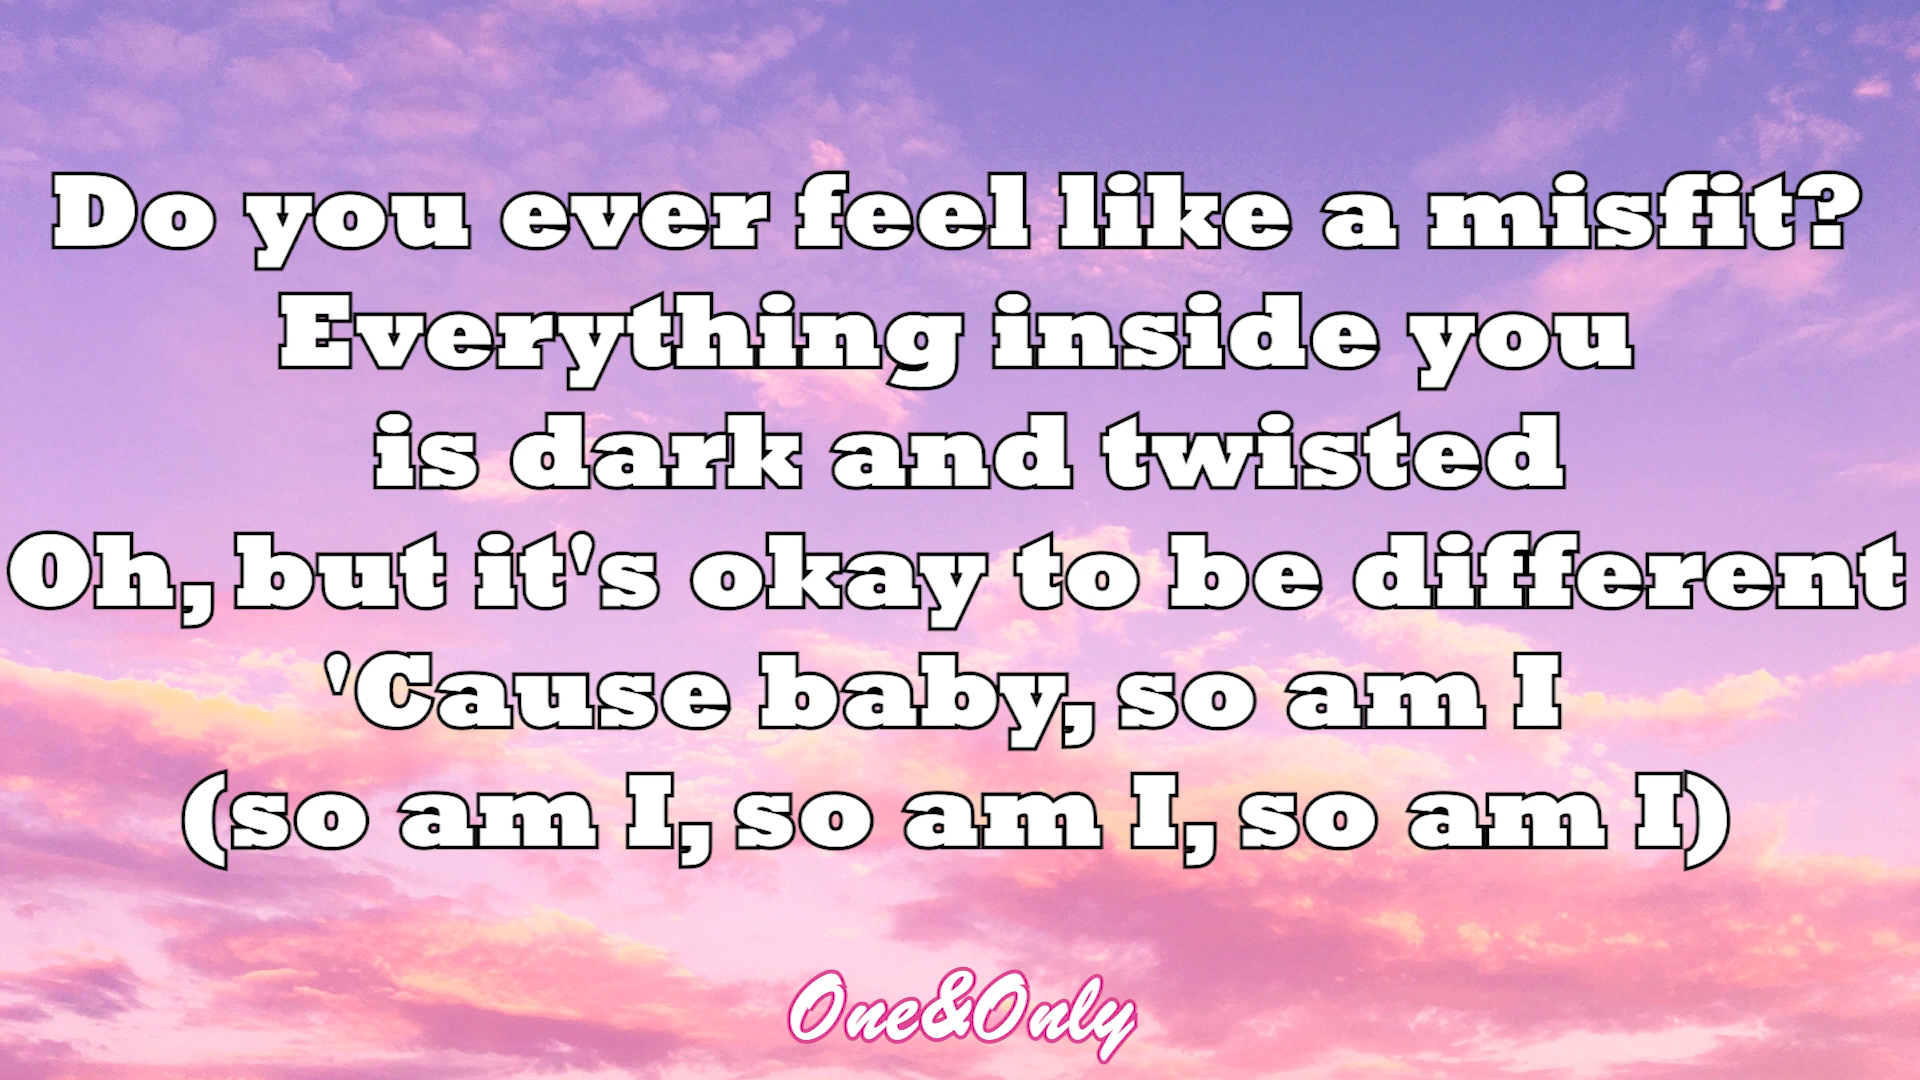 Do you ever feel like a misfit?
Everything inside you
is dark and twisted
Oh, but it's okay to be different
'Cause baby, so am I
(so am I, so am I, so am I)
One&Only